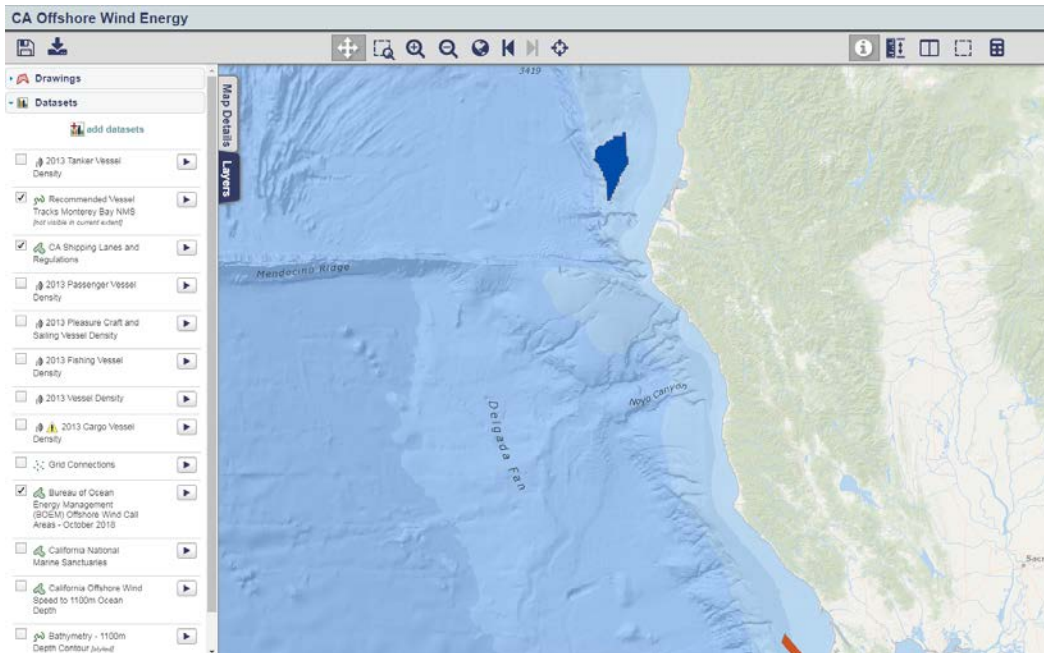 CA Offshore Wind Energy
Drawings
Datasets
add datasets
2013 Tanker Vessel
Density
Recommended Vessel
Tracks Monterey Bay NMS
[not visible in current extent]
CA Shipping Lanes and
Regulations
2013 Passenger Vessel
Density
2013 Pleasure Craft and
Sailing Vessel Density
2013 Fishing Vessel
Density
2013 Vessel Density
2013 Cargo Vessel
Density
Grid Connections
Bureau of Ocean
Energy Management
(BOEM) Offshore Wind Call
Areas - October 2018
California National
Marine Sanctuaries
California Offshore Wind
Speed to 1100m Ocean
Depth
Bathymetry - 1100m
Depth Contour [styled]
Map Details
Layers
3419
Mendocino Ridge
Noyo Canyon
Delgada Fan
Sacr